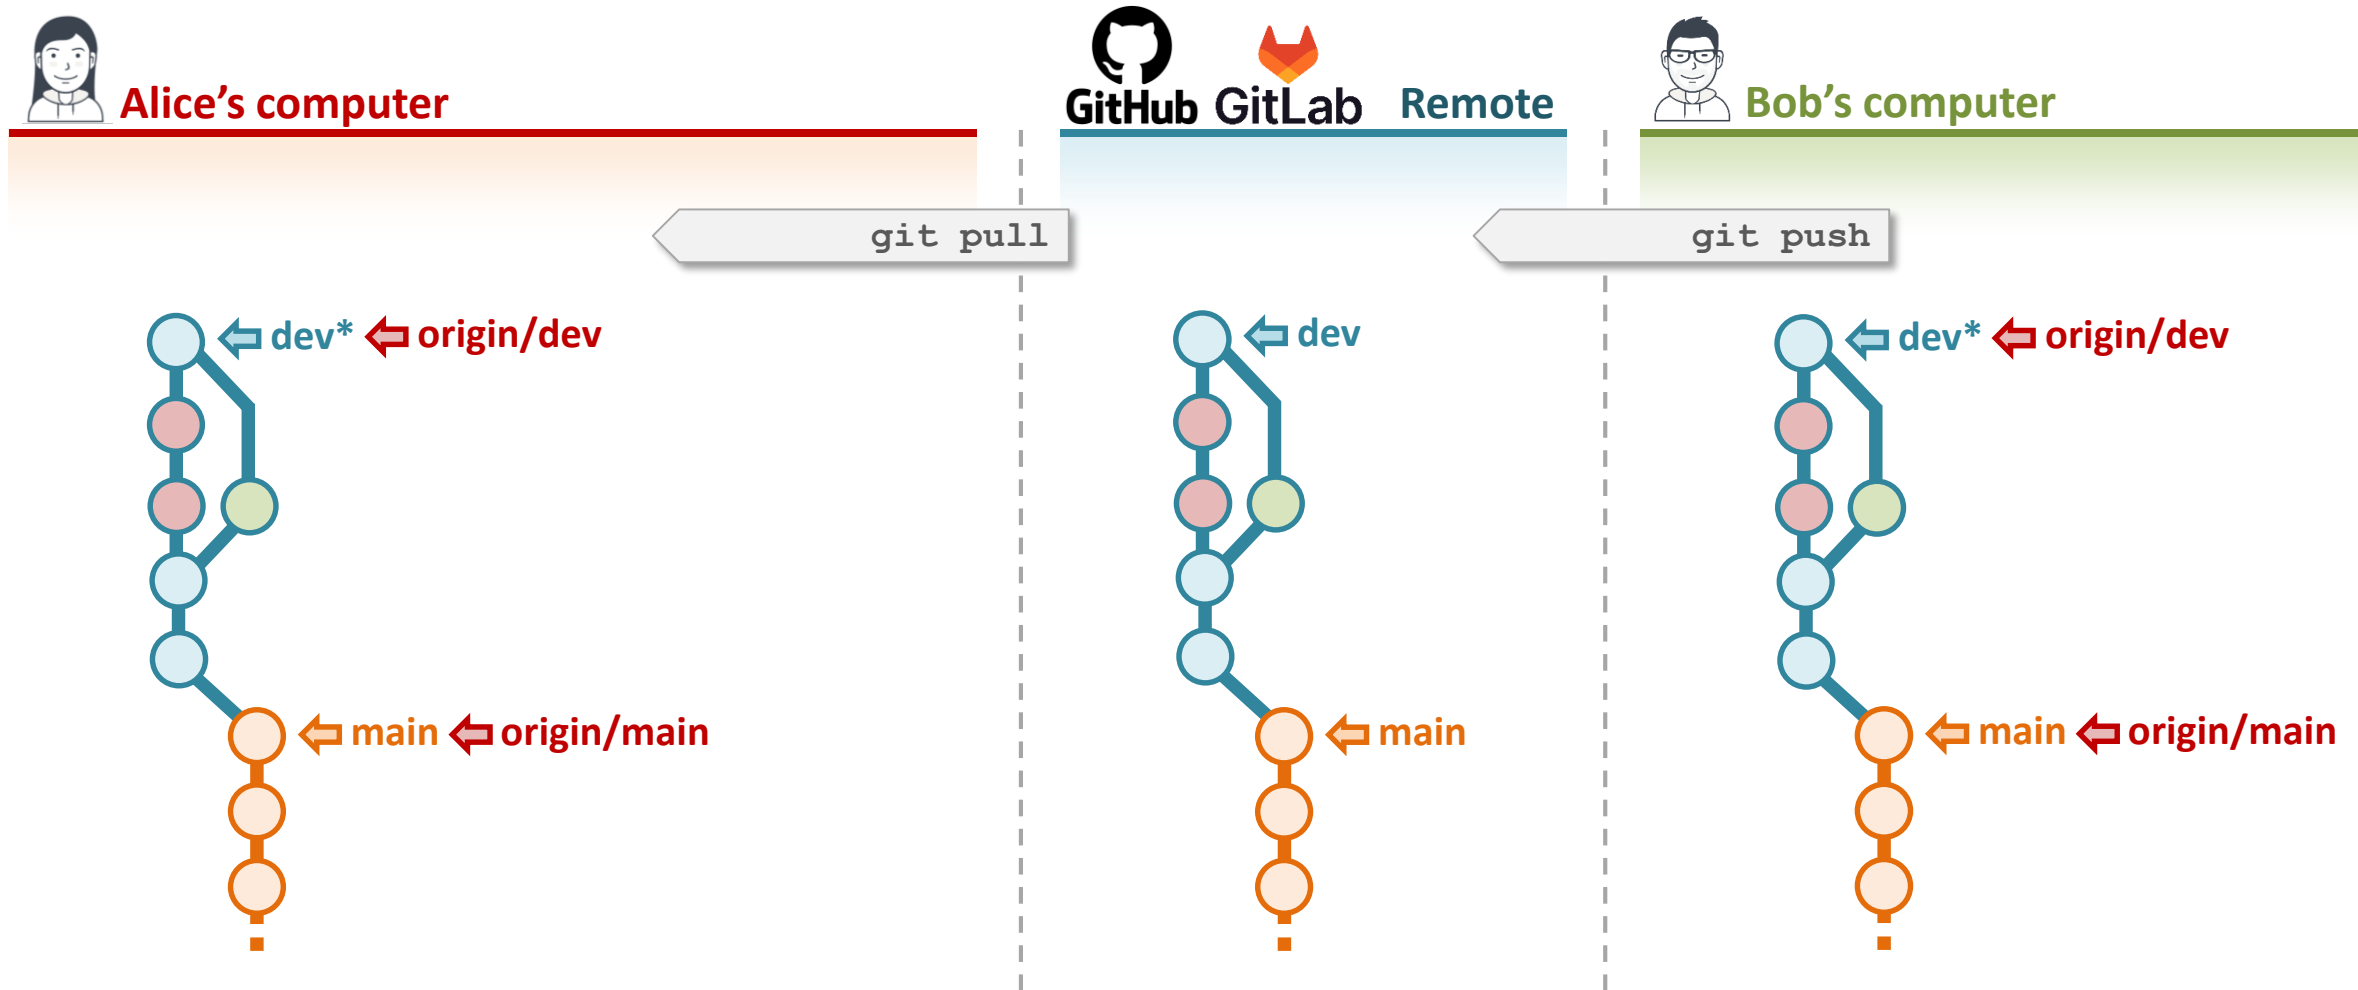 Alice’s computer
GitHub GitLab Remote
Bob’s computer
git pull
git push
dev* origin/dev
dev
dev* origin/dev
main origin/main
main
main origin/main